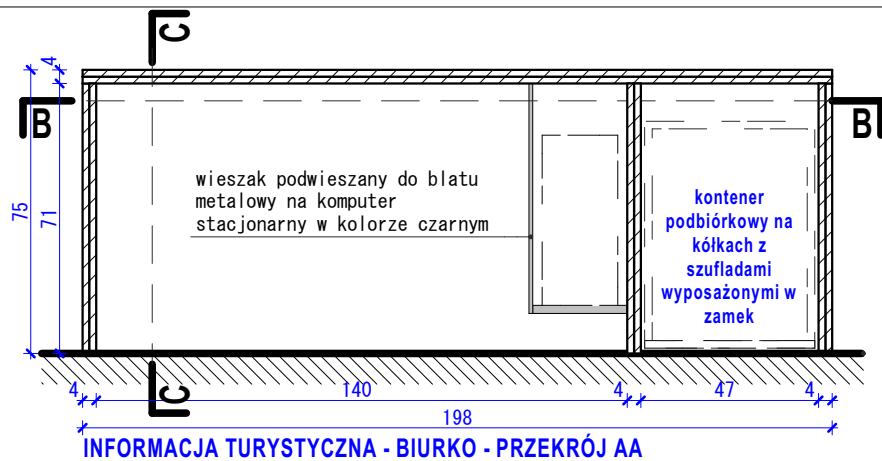 C
4
B
B
75
71
wieszak podwieszany do blatu
metalowy na komputer
stacjonarny w kolorze czarnym
kontener
podbiórkowy na
kółkach z
szufladami
wyposażonymi w
zamek
4
140
4
47
4
C
198
INFORMACJA TURYSTYCZNA - BIURKO - PRZEKRÓJ AA